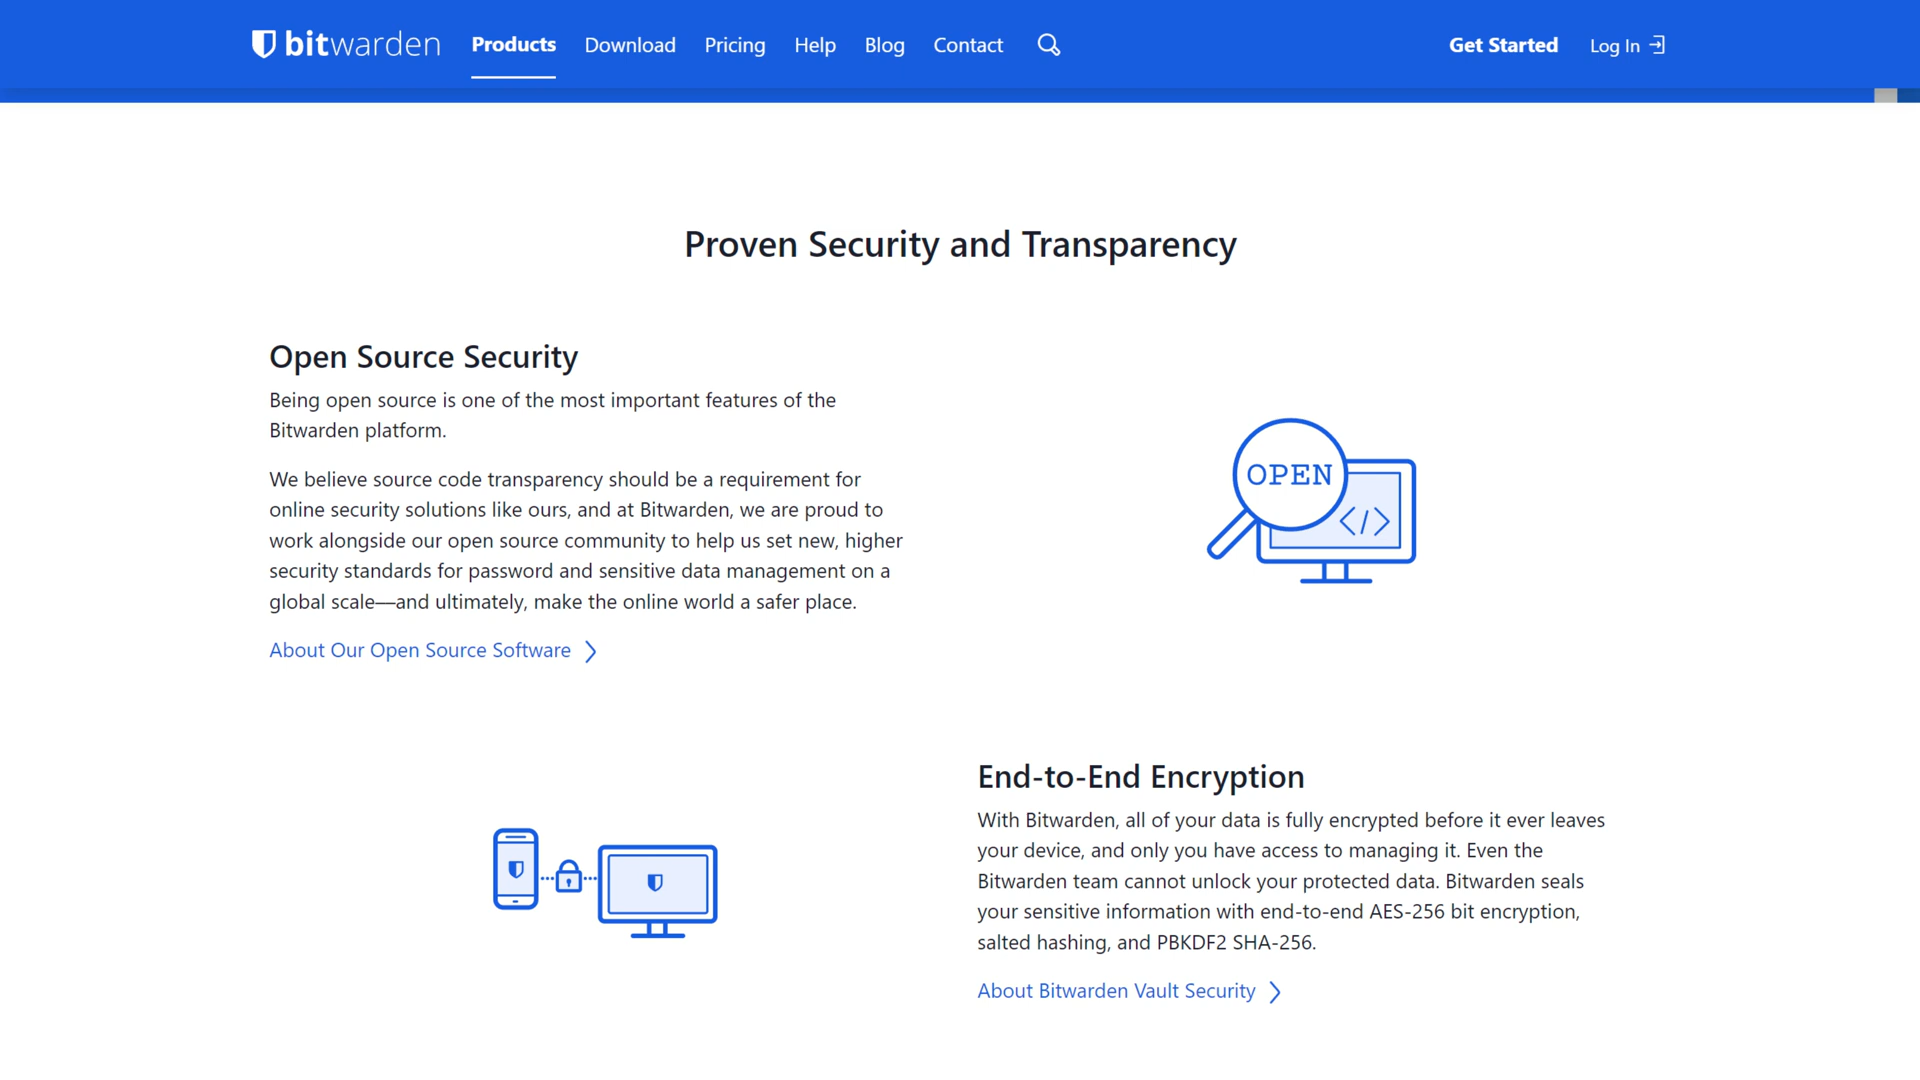 bitwarden Products Download Pricing Help Blog Contact Get Started Log In
Proven Security and Transparency
Open Source Security
Being open source is one of the most important features of the
Bitwarden platform.
We believe source code transparency should be a requirement for
online security solutions like ours, and at Bitwarden, we are proud to
work alongside our open source community to help us set new, higher
security standards for password and sensitive data management on a
global scale—and ultimately, make the online world a safer place.
About Our Open Source Software
OPEN
</>
End-to-End Encryption
With Bitwarden, all of your data is fully encrypted before it ever leaves
your device, and only you have access to managing it. Even the
Bitwarden team cannot unlock your protected data. Bitwarden seals
your sensitive information with end-to-end AES-256 bit encryption,
salted hashing, and PBKDF2 SHA-256.
About Bitwarden Vault Security